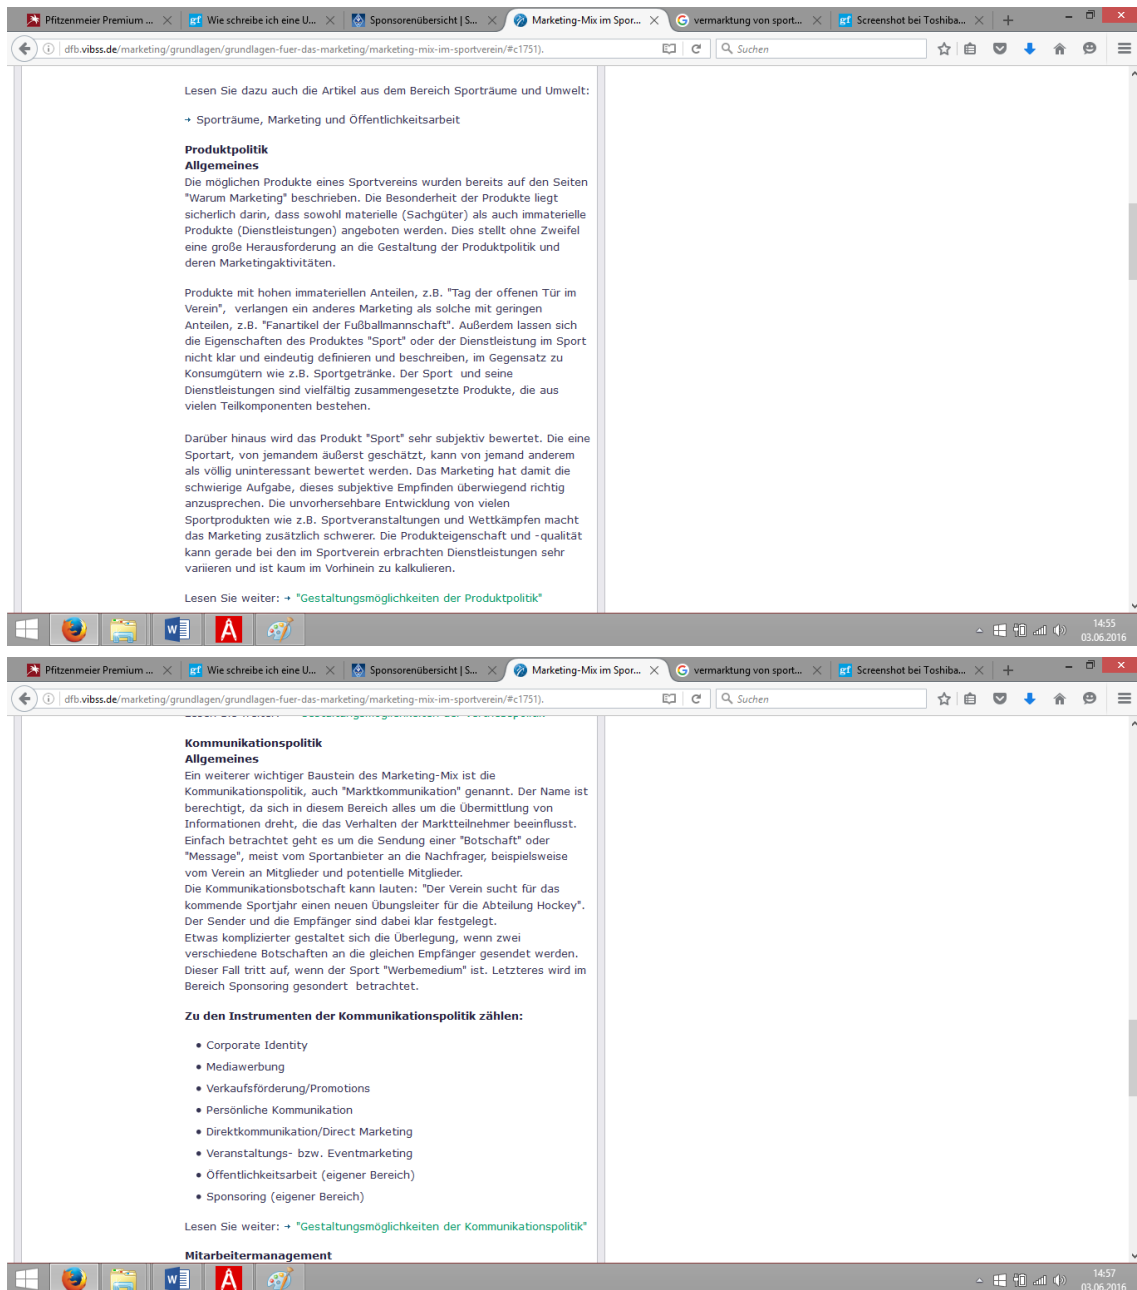 Pfitzenmeier Premium ...
Wie schreibe ich eine U...
Sponsorenübersicht | S...
Marketing-Mix im Spor...
vermarktung von sport...
Screenshot bei Toshiba...
dfb.vibss.de/marketing/grundlagen/grundlagen-fuer-das-marketing/marketing-mix-im-sportverein/#c1751).
Suchen
Lesen Sie dazu auch die Artikel aus dem Bereich Sporträume und Umwelt:
→ Sporträume, Marketing und Öffentlichkeitsarbeit
Produktpolitik
Allgemeines
Die möglichen Produkte eines Sportvereins wurden bereits auf den Seiten
"Warum Marketing" beschrieben. Die Besonderheit der Produkte liegt
sicherlich darin, dass sowohl materielle (Sachgüter) als auch immaterielle
Produkte (Dienstleistungen) angeboten werden. Dies stellt ohne Zweifel
eine große Herausforderung an die Gestaltung der Produktpolitik und
deren Marketingaktivitäten.
Produkte mit hohen immateriellen Anteilen, z.B. "Tag der offenen Tür im
Verein", verlangen ein anderes Marketing als solche mit geringen
Anteilen, z.B. "Fanartikel der Fußballmannschaft". Außerdem lassen sich
die Eigenschaften des Produktes "Sport" oder der Dienstleistung im Sport
nicht klar und eindeutig definieren und beschreiben, im Gegensatz zu
Konsumgütern wie z.B. Sportgetränke. Der Sport und seine
Dienstleistungen sind vielfältig zusammengesetzte Produkte, die aus
vielen Teilkomponenten bestehen.
Darüber hinaus wird das Produkt "Sport" sehr subjektiv bewertet. Die eine
Sportart, von jemandem äußerst geschätzt, kann von jemand anderem
als völlig uninteressant bewertet werden. Das Marketing hat damit die
schwierige Aufgabe, dieses subjektive Empfinden überwiegend richtig
anzusprechen. Die unvorhersehbare Entwicklung von vielen
Sportprodukten wie z.B. Sportveranstaltungen und Wettkämpfen macht
das Marketing zusätzlich schwerer. Die Produkteigenschaft und -qualität
kann gerade bei den im Sportverein erbrachten Dienstleistungen sehr
variieren und ist kaum im Vorhinein zu kalkulieren.
Lesen Sie weiter: → "Gestaltungsmöglichkeiten der Produktpolitik"
14:55
03.06.2016
Pfitzenmeier Premium ...
Wie schreibe ich eine U...
Sponsorenübersicht | S...
Marketing-Mix im Spor...
vermarktung von sport...
Screenshot bei Toshiba...
dfb.vibss.de/marketing/grundlagen/grundlagen-fuer-das-marketing/marketing-mix-im-sportverein/#c1751).
Suchen
Lesen Sie weiter: → "Gestaltungsmöglichkeiten der Vertriebspolitik"
Kommunikationspolitik
Allgemeines
Ein weiterer wichtiger Baustein des Marketing-Mix ist die
Kommunikationspolitik, auch "Marktkommunikation" genannt. Der Name ist
berechtigt, da sich in diesem Bereich alles um die Übermittlung von
Informationen dreht, die das Verhalten der Marktteilnehmer beeinflusst.
Einfach betrachtet geht es um die Sendung einer "Botschaft" oder
"Message", meist vom Sportanbieter an die Nachfrager, beispielsweise
vom Verein an Mitglieder und potentielle Mitglieder.
Die Kommunikationsbotschaft kann lauten: "Der Verein sucht für das
kommende Sportjahr einen neuen Übungsleiter für die Abteilung Hockey".
Der Sender und die Empfänger sind dabei klar festgelegt.
Etwas komplizierter gestaltet sich die Überlegung, wenn zwei
verschiedene Botschaften an die gleichen Empfänger gesendet werden.
Dieser Fall tritt auf, wenn der Sport "Werbemedium" ist. Letzteres wird im
Bereich Sponsoring gesondert betrachtet.
Zu den Instrumenten der Kommunikationspolitik zählen:
• Corporate Identity
• Mediawerbung
• Verkaufsförderung/Promotions
• Persönliche Kommunikation
• Direktkommunikation/Direct Marketing
• Veranstaltungs- bzw. Eventmarketing
• Öffentlichkeitsarbeit (eigener Bereich)
• Sponsoring (eigener Bereich)
Lesen Sie weiter: → "Gestaltungsmöglichkeiten der Kommunikationspolitik"
Mitarbeitermanagement
14:57
03.06.2016